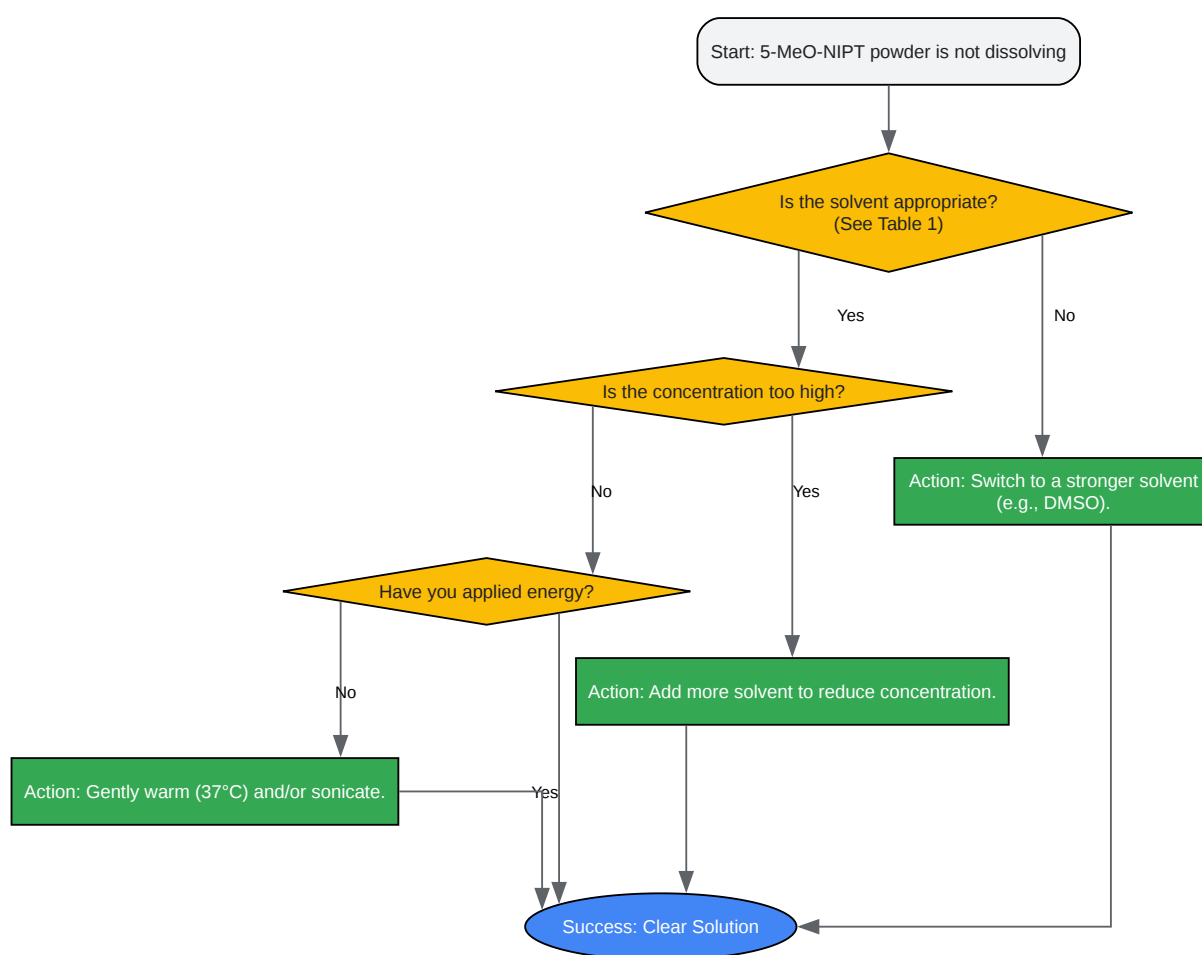 Start: 5-MeO-NIPT powder is not dissolving
Is the solvent appropriate?
(See Table 1)
Yes
No
Is the concentration too high?
Action: Switch to a stronger solvent
(e.g., DMSO).
No
Yes
Have you applied energy?
Action: Add more solvent to reduce concentration.
No
Action: Gently warm (37°C) and/or sonicate.
Yes
Success: Clear Solution